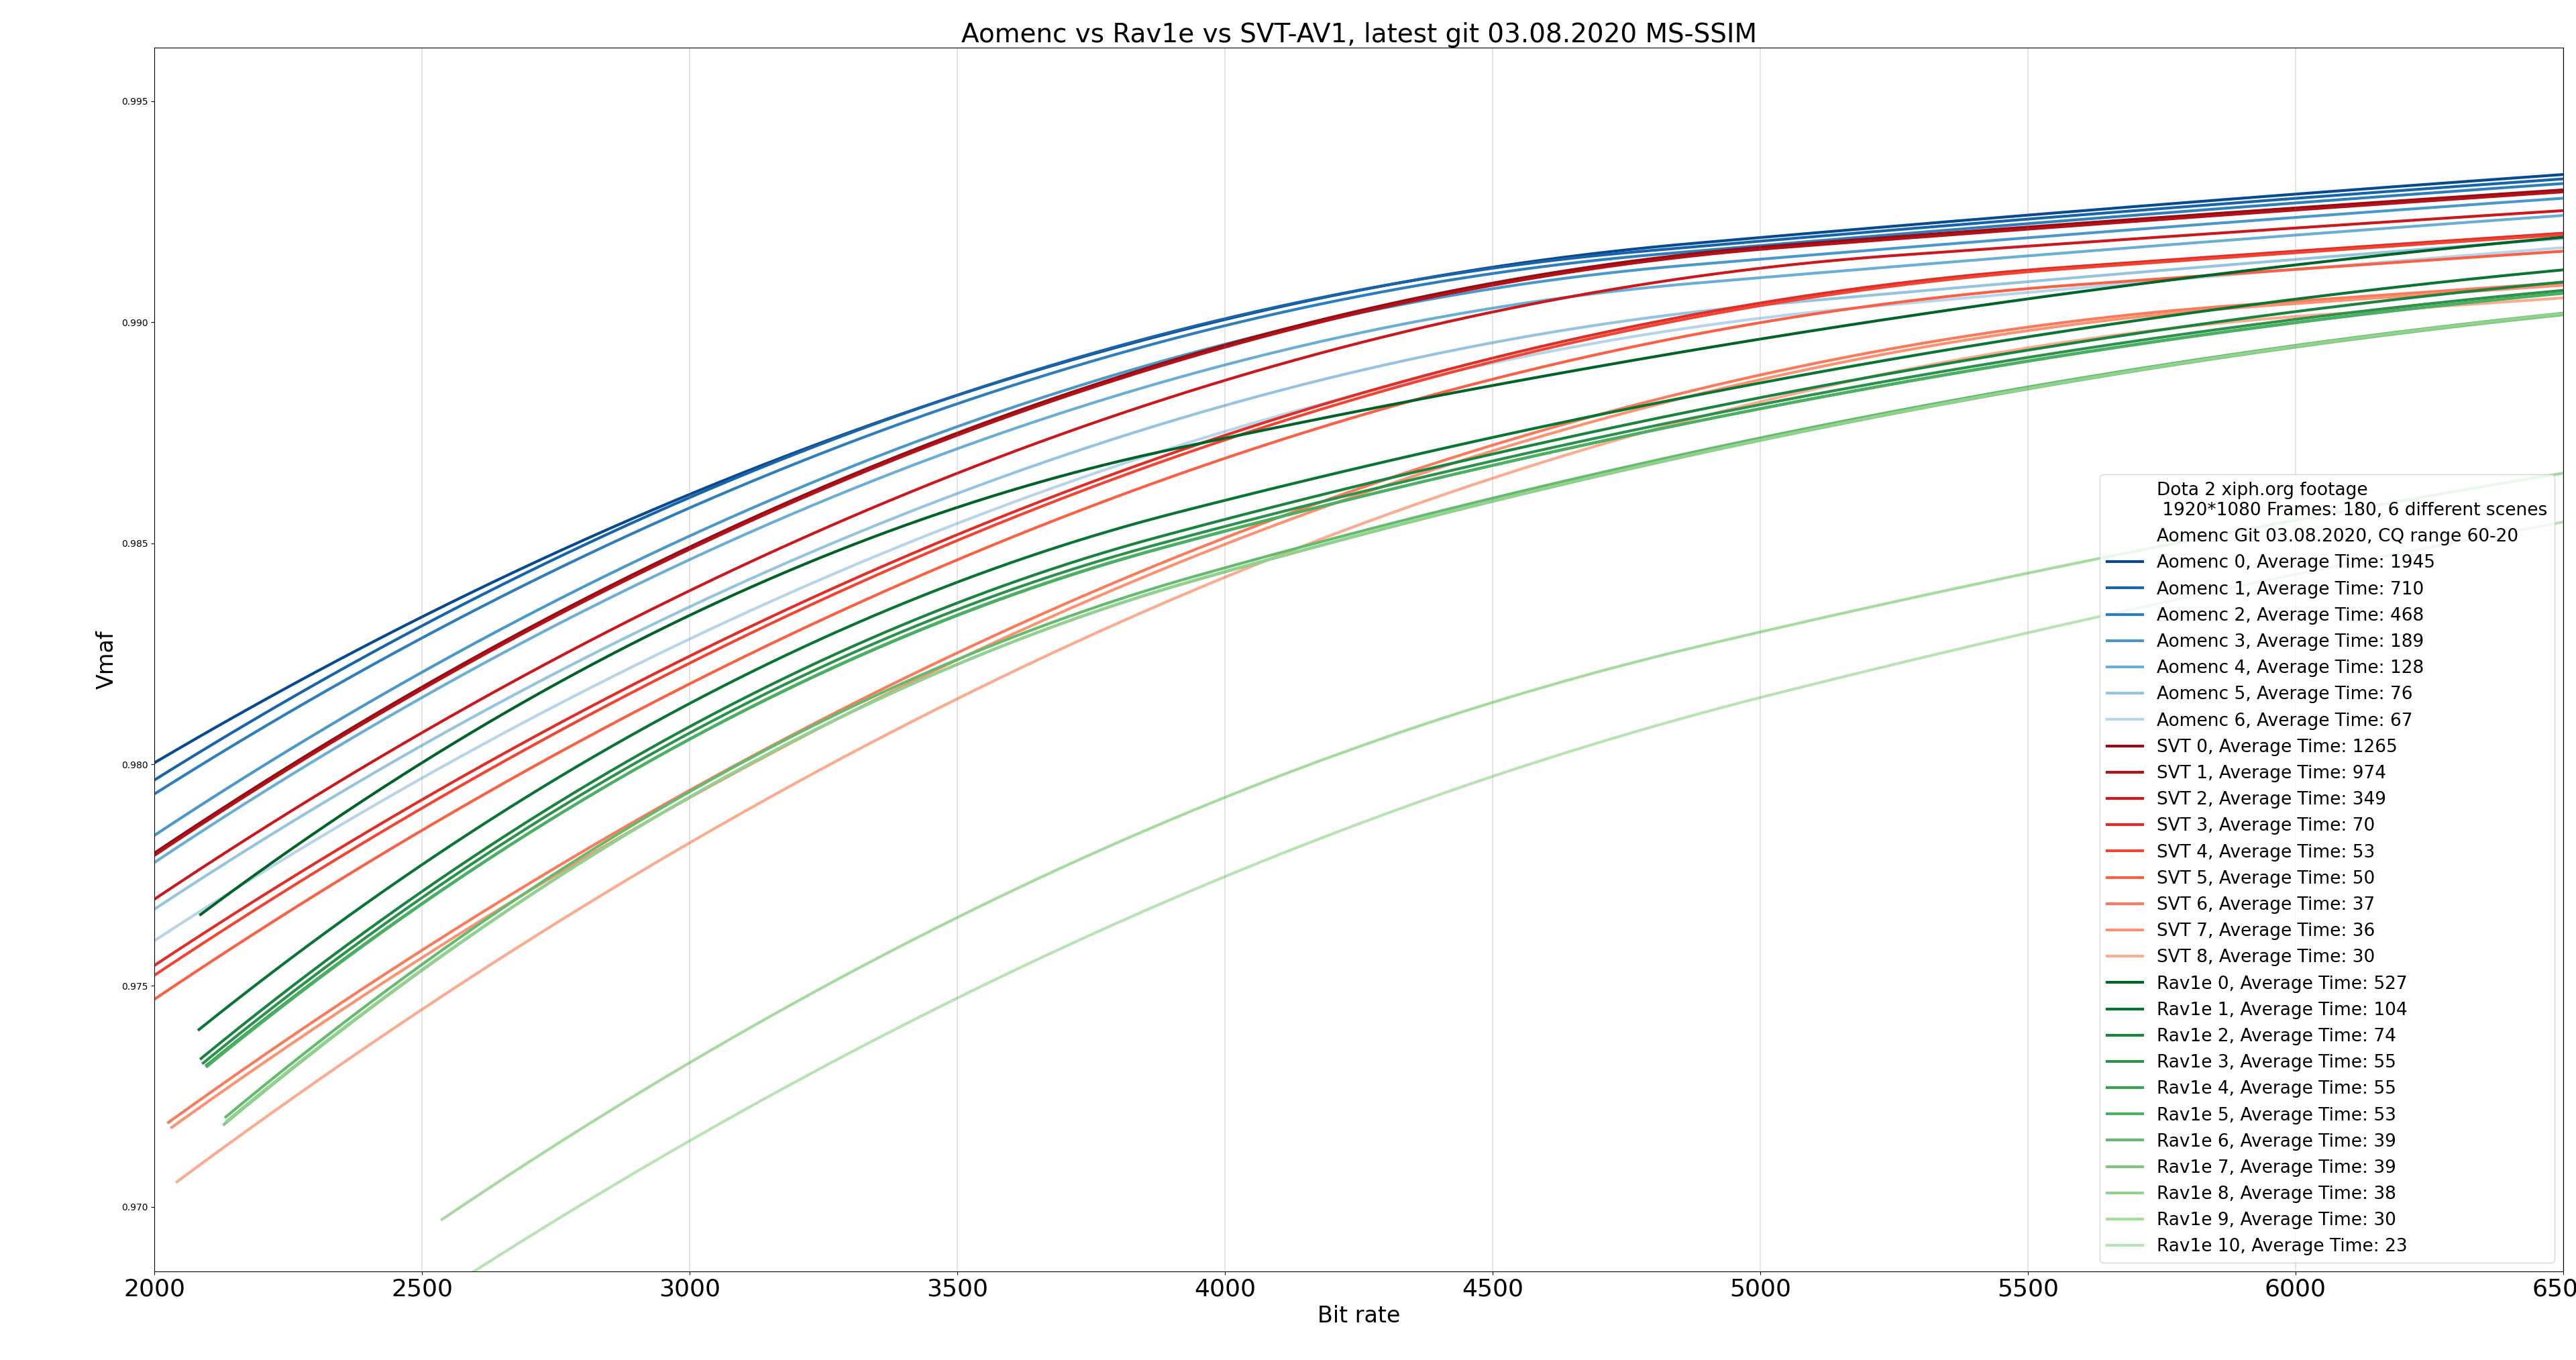 Aomenc vs Rav1e vs SVT-AV1, latest git 03.08.2020 MS-SSIM
0.995
0.990
0.985
0.980
0.975
0.970
Vmaf
Dota 2 xiph.org footage
1920*1080 Frames: 180, 6 different scenes
Aomenc Git 03.08.2020, CQ range 60-20
Aomenc 0, Average Time: 1945
Aomenc 1, Average Time: 710
Aomenc 2, Average Time: 468
Aomenc 3, Average Time: 189
Aomenc 4, Average Time: 128
Aomenc 5, Average Time: 76
Aomenc 6, Average Time: 67
SVT 0, Average Time: 1265
SVT 1, Average Time: 974
SVT 2, Average Time: 349
SVT 3, Average Time: 70
SVT 4, Average Time: 53
SVT 5, Average Time: 50
SVT 6, Average Time: 37
SVT 7, Average Time: 36
SVT 8, Average Time: 30
Rav1e 0, Average Time: 527
Rav1e 1, Average Time: 104
Rav1e 2, Average Time: 74
Rav1e 3, Average Time: 55
Rav1e 4, Average Time: 55
Rav1e 5, Average Time: 53
Rav1e 6, Average Time: 39
Rav1e 7, Average Time: 39
Rav1e 8, Average Time: 38
Rav1e 9, Average Time: 30
Rav1e 10, Average Time: 23
2000 2500 3000 3500 4000 4500 5000 5500 6000 650
Bit rate